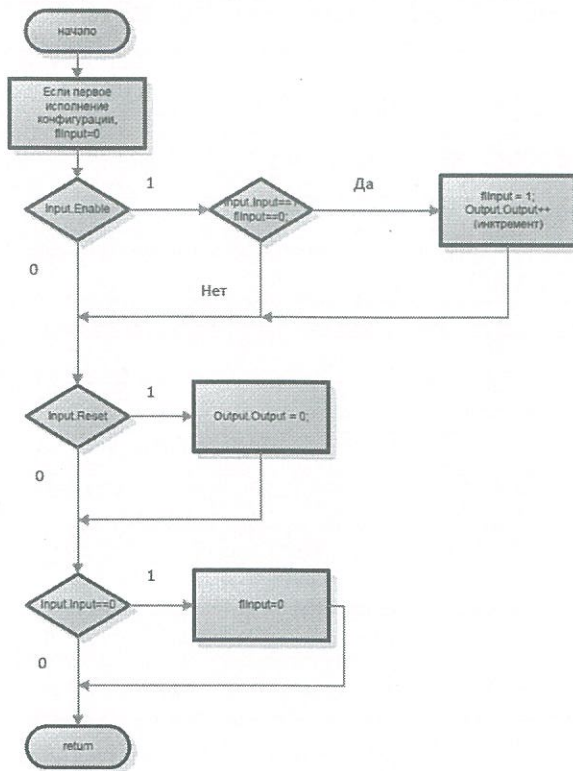 начало
Если первое
исполнение
конфигурации,
flInput=0
Input.Enable
1
Input.Input==1
flInput==0;
Да
flInput = 1;
Output.Output++
(инктремент)
0
Нет
Input.Reset
1
Output.Output = 0;
0
Input.Input==0
1
flInput=0
0
return